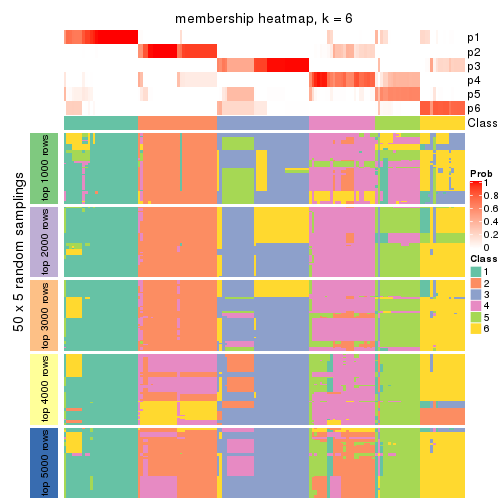 membership heatmap, k = 6
p1
p2
p3
p4
p5
p6
Class
50 x 5 random samplings
top 1000 rows
top 2000 rows
top 3000 rows
top 4000 rows
top 5000 rows
Prob
1
0.8
0.6
0.4
0.2
0
Class
1
2
3
4
5
6